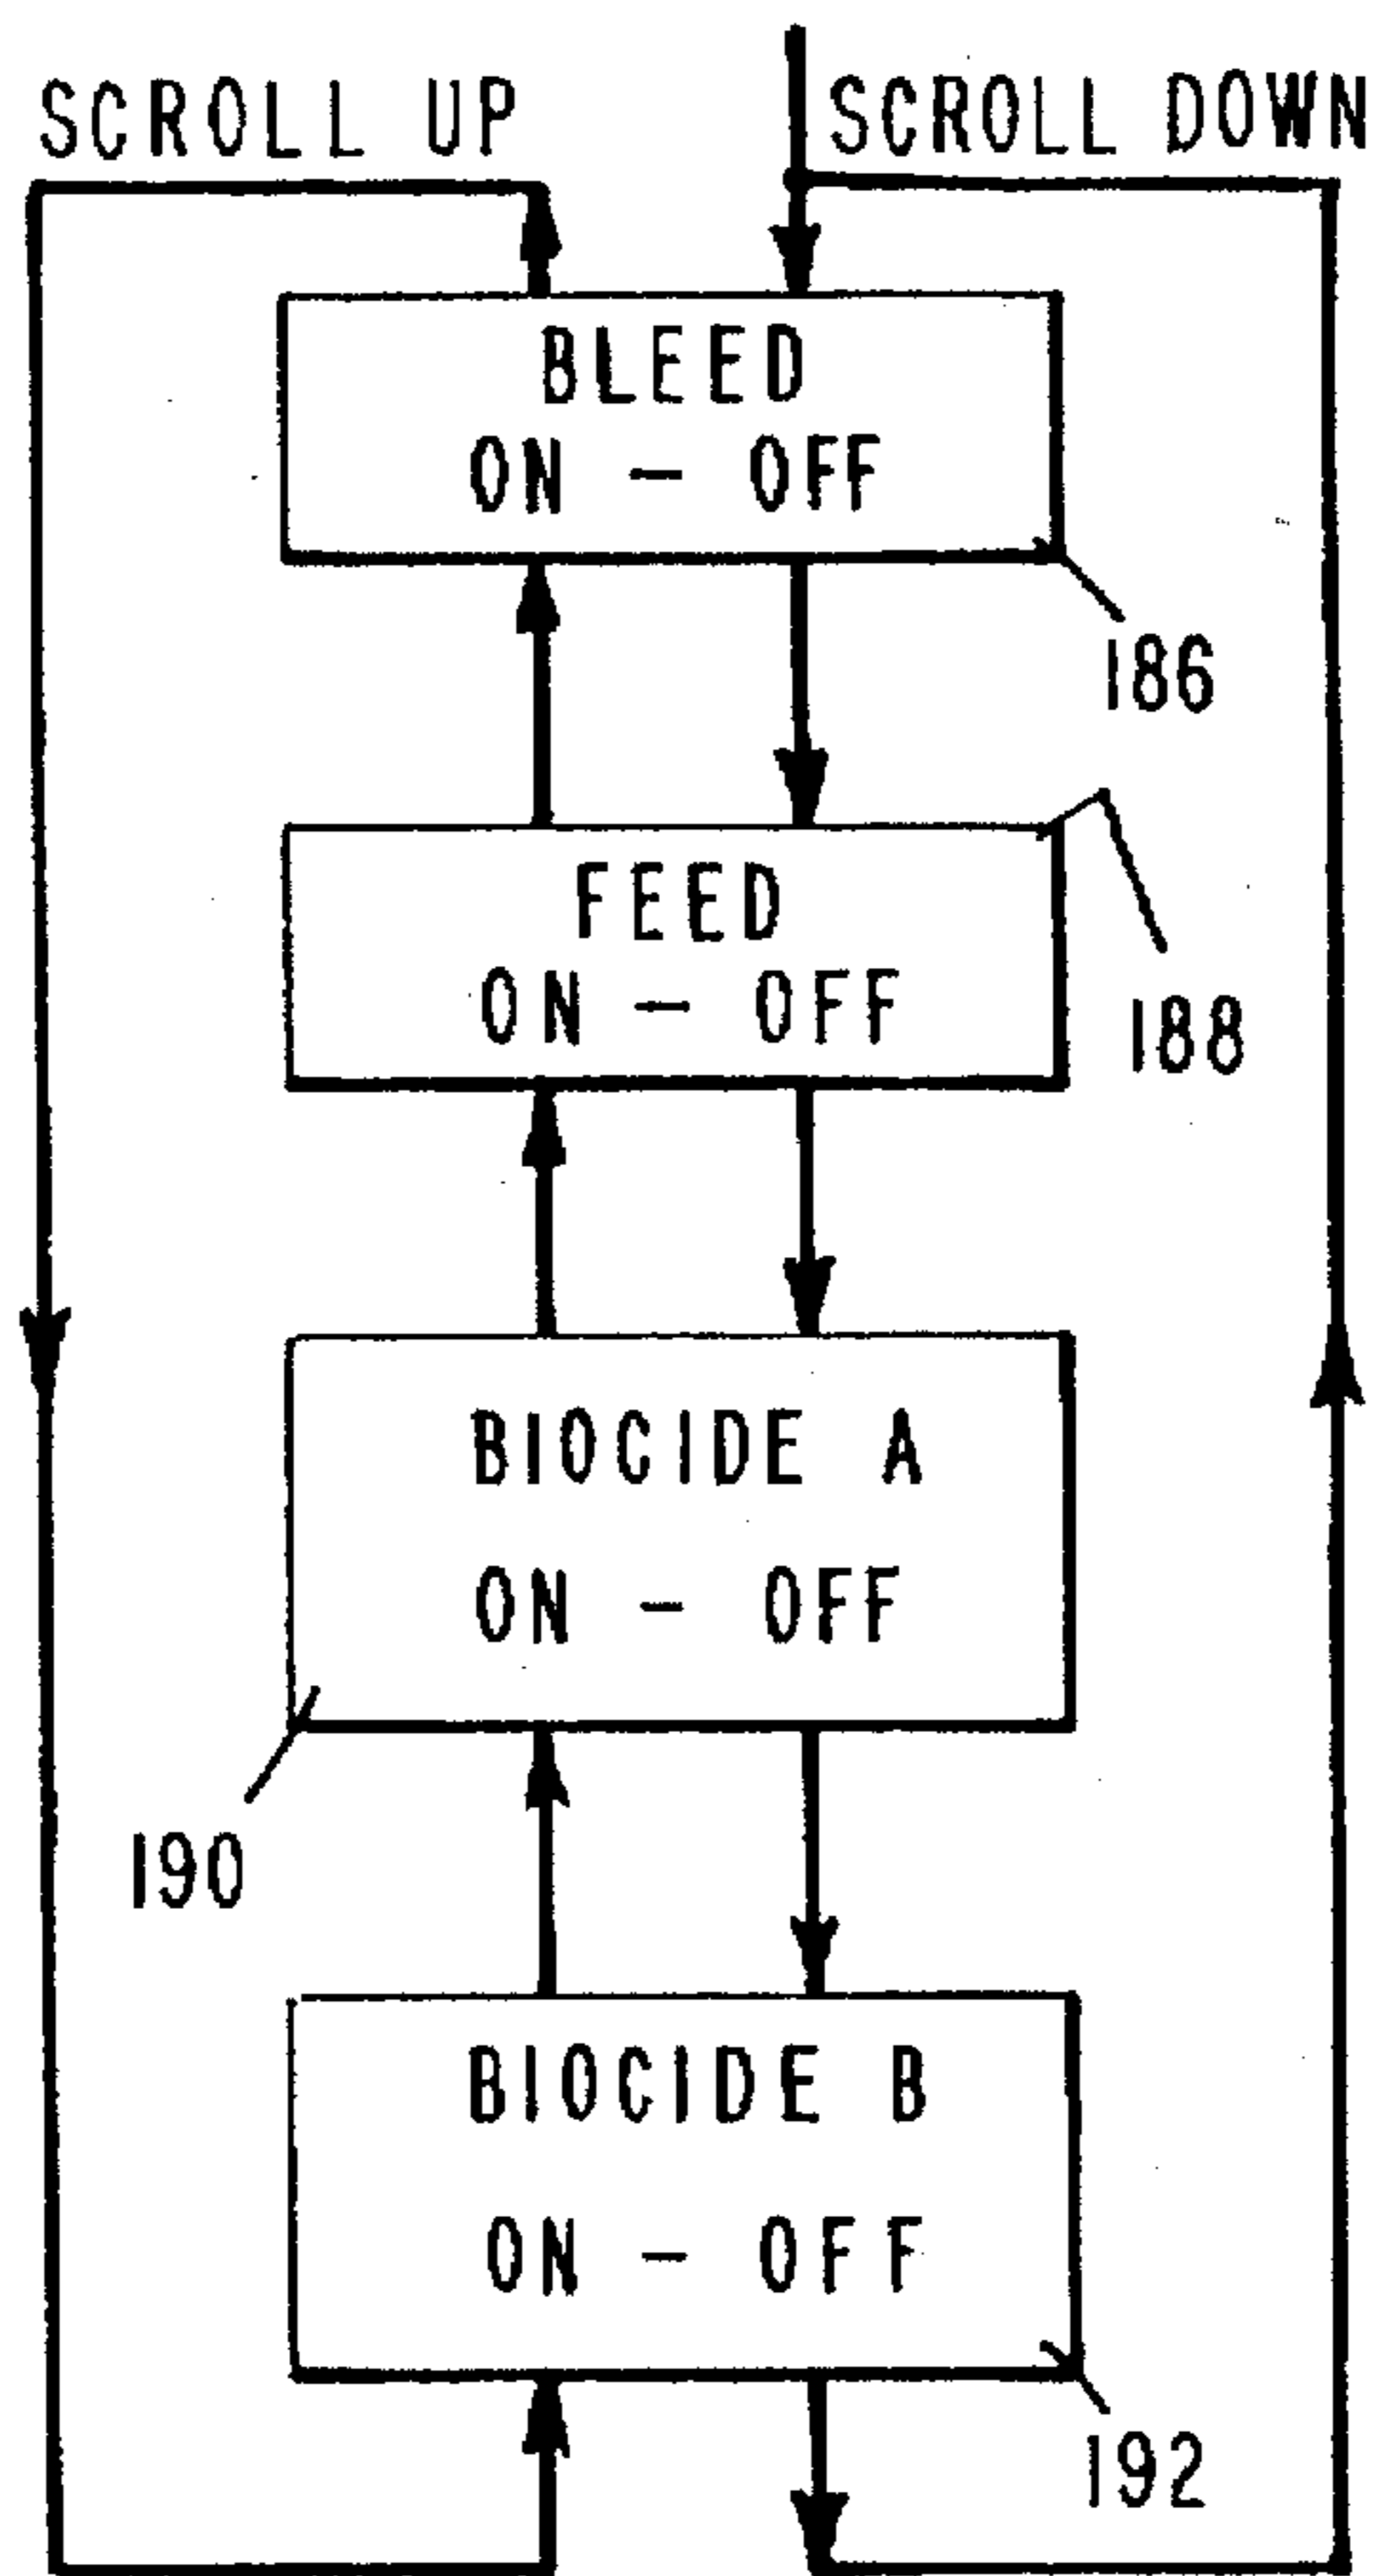 SCROLL UP
SCROLL DOWN
BLEED
ON - OFF
186
FEED
ON - OFF
188
BIOCIDE A
ON - OFF
190
BIOCIDE B
ON - OFF
192